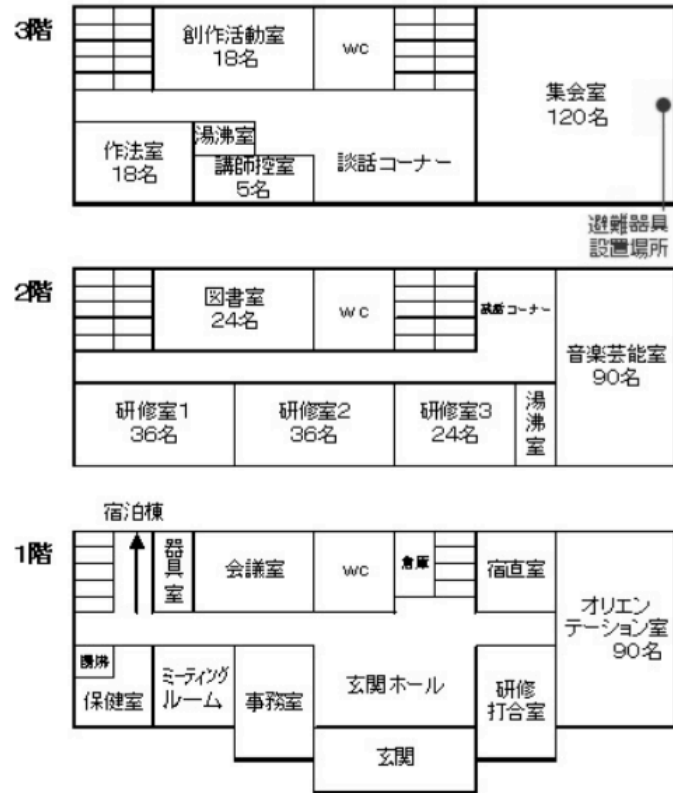 3階
創作活動室
18名
WC
集会室
120名
湯沸室
作法室
18名
講師控室
5名
談話コーナー
避難器具
設置場所
2階
図書室
24名
WC
談話コーナー
音楽芸能室
90名
研修室1
36名
研修室2
36名
研修室3
24名
湯
沸
室
宿泊棟
1階
器
具
室
会議室
WC
倉庫
宿直室
オリエン
テーション室
90名
湯沸
保健室
ミーティング
ルーム
事務室
玄関ホール
研修
打合室
玄関